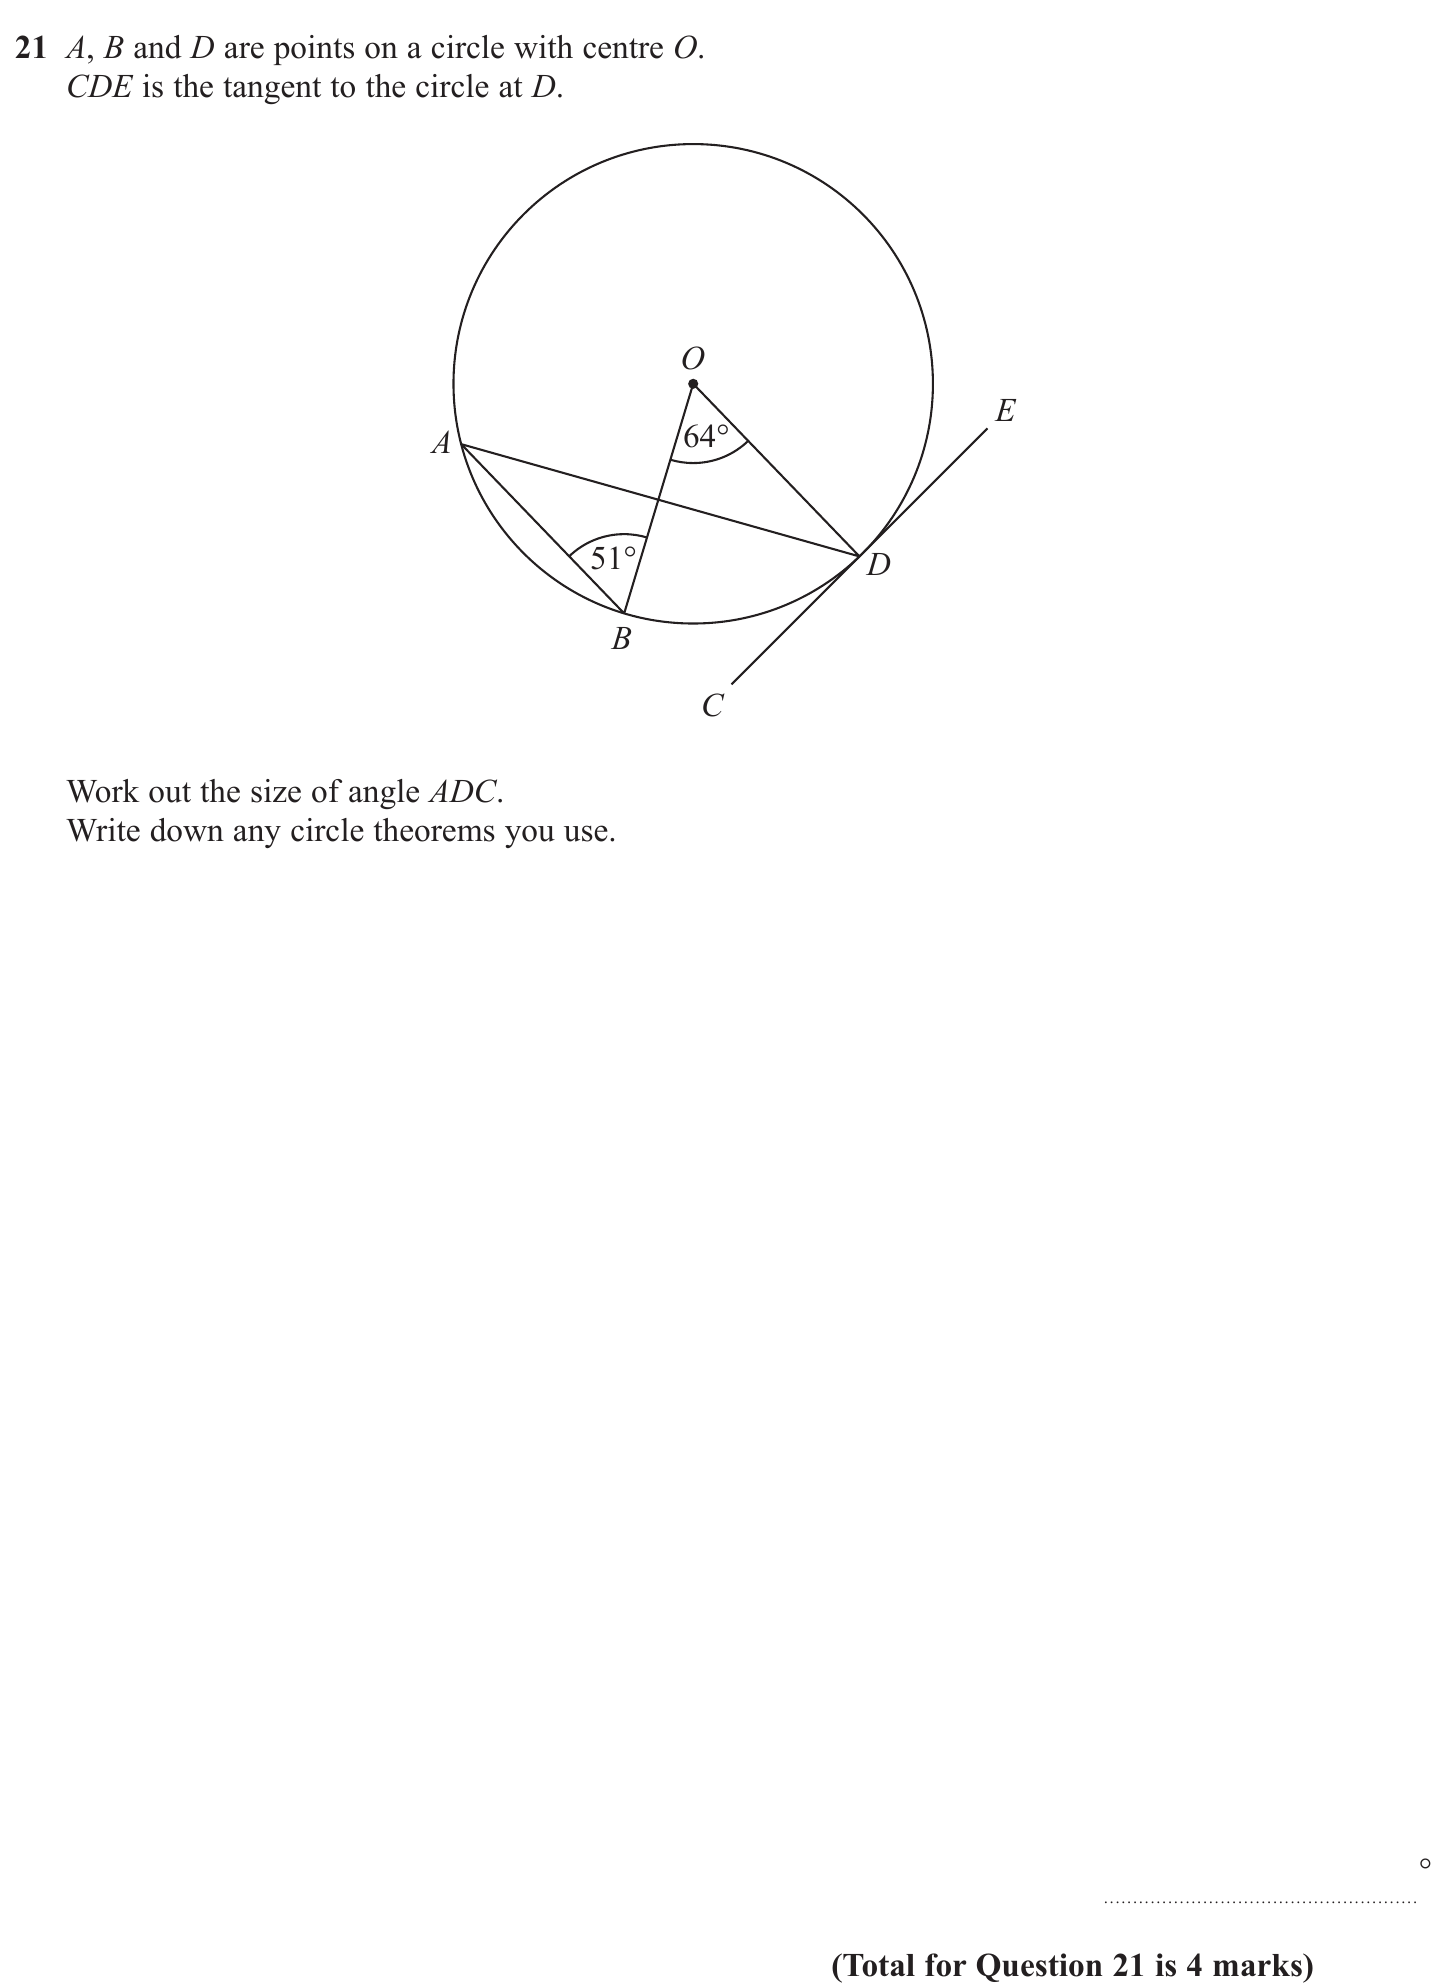 21 A, B and D are points on a circle with centre O.
CDE is the tangent to the circle at D.
O
E
A
64°
51°
D
B
C
Work out the size of angle ADC.
Write down any circle theorems you use.
°
(Total for Question 21 is 4 marks)